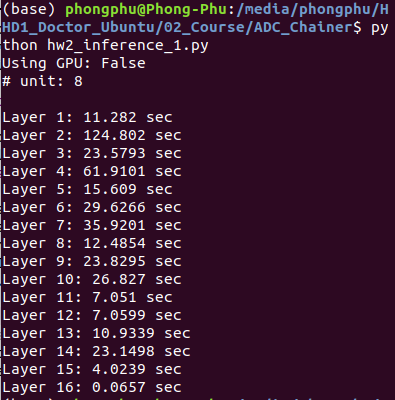 (base) phongphu@Phong-Phu:/media/phongphu/H
HD1_Doctor_Ubuntu/02_Course/ADC_Chainer$ py
thon hw2_inference_1.py
Using GPU: False
# unit: 8
Layer 1: 11.282 sec
Layer 2: 124.802 sec
Layer 3: 23.5793 sec
Layer 4: 61.9101 sec
Layer 5: 15.609 sec
Layer 6: 29.6266 sec
Layer 7: 35.9201 sec
Layer 8: 12.4854 sec
Layer 9: 23.8295 sec
Layer 10: 26.827 sec
Layer 11: 7.051 sec
Layer 12: 7.0599 sec
Layer 13: 10.9339 sec
Layer 14: 23.1498 sec
Layer 15: 4.0239 sec
Layer 16: 0.0657 sec